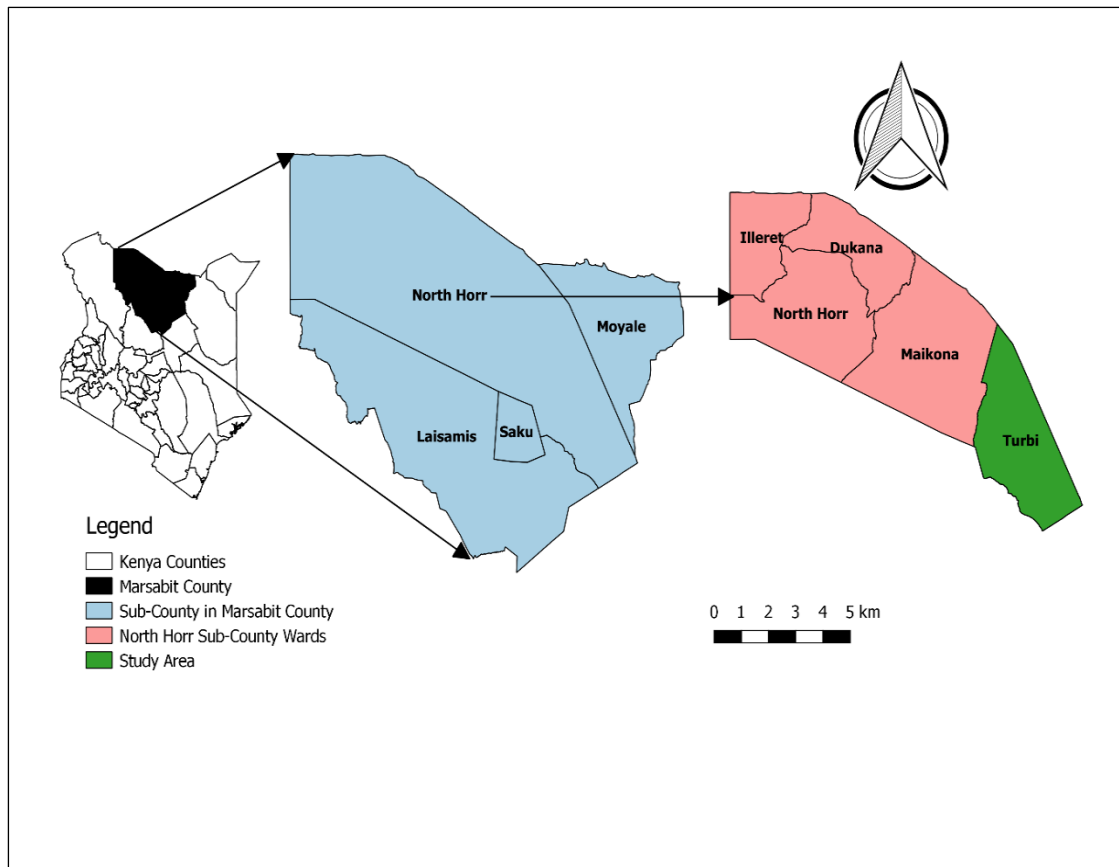 Illeret
Dukana
North Horr
Moyale
North Horr
Maikona
Laisamis
Saku
Turbi
Legend
Kenya Counties
Marsabit County
Sub-County in Marsabit County
North Horr Sub-County Wards
Study Area
0 1 2 3 4 5 km